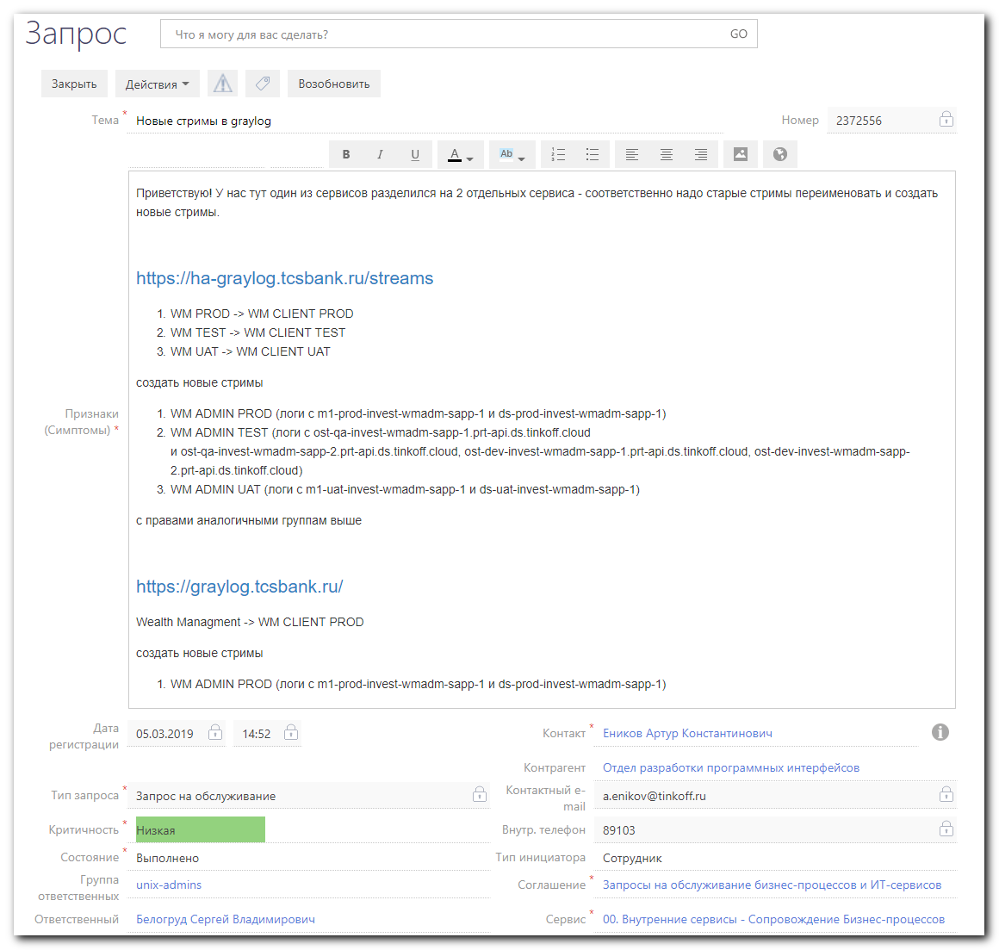 Запрос
Что я могу для вас сделать? GO
Закрыть Действия Возобновить
Тема * Новые стримы в graylog Номер 2372556
B I U A Ab
Приветствую! У нас тут один из сервисов разделился на 2 отдельных сервиса - соответственно надо старые стримы переименовать и создать
новые стримы.
https://ha-graylog.tcsbank.ru/streams
1. WM PROD -> WM CLIENT PROD
2. WM TEST -> WM CLIENT TEST
3. WM UAT -> WM CLIENT UAT
создать новые стримы
Признаки
(Симптомы) *
1. WM ADMIN PROD (логи с m1-prod-invest-wmadm-sapp-1 и ds-prod-invest-wmadm-sapp-1)
2. WM ADMIN TEST (логи с ost-qa-invest-wmadm-sapp-1.prt-api.ds.tinkoff.cloud
и ost-qa-invest-wmadm-sapp-2.prt-api.ds.tinkoff.cloud, ost-dev-invest-wmadm-sapp-1.prt-api.ds.tinkoff.cloud, ost-dev-invest-wmadm-sapp-
2.prt-api.ds.tinkoff.cloud)
3. WM ADMIN UAT (логи с m1-uat-invest-wmadm-sapp-1 и ds-uat-invest-wmadm-sapp-1)
с правами аналогичными группам выше
https://graylog.tcsbank.ru/
Wealth Managment -> WM CLIENT PROD
создать новые стримы
1. WM ADMIN PROD (логи с m1-prod-invest-wmadm-sapp-1 и ds-prod-invest-wmadm-sapp-1)
Дата
регистрации 05.03.2019 14:52
Контакт * Еников Артур Константинович
Контрагент Отдел разработки программных интерфейсов
Тип запроса * Запрос на обслуживание
Контактный e-
mail a.enikov@tinkoff.ru
Критичность * Низкая
Внутр. телефон 89103
Состояние * Выполнено
Тип инициатора Сотрудник
Группа
ответственных unix-admins
Соглашение * Запросы на обслуживание бизнес-процессов и ИТ-сервисов
Ответственный Белогруд Сергей Владимирович
Сервис * 00. Внутренние сервисы - Сопровождение Бизнес-процессов